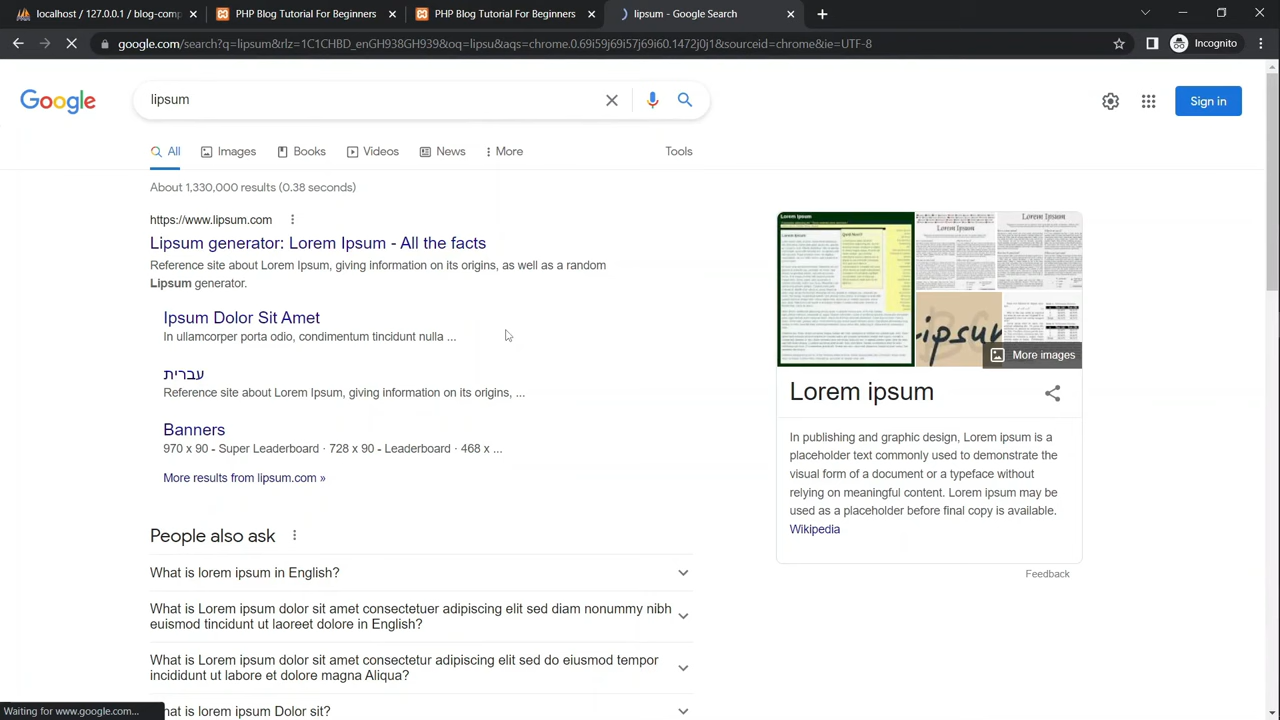 localhost / 127.0.0.1 / blog-comp
PHP Blog Tutorial For Beginners
PHP Blog Tutorial For Beginners
lipsum - Google Search
google.com/search?q=lipsum&rlz=1C1CHBD_enGH938GH939&oq=lipsu&aqs=chrome.0.69i59j69i57j69i60.1472j0j1&sourceid=chrome&ie=UTF-8
Incognito
Google
lipsum
Sign in
All
Images
Books
Videos
News
More
Tools
About 1,330,000 results (0.38 seconds)
https://www.lipsum.com
Lipsum generator: Lorem Ipsum - All the facts
Reference site about Lorem Ipsum, giving information on its origins, as well as a random
Lipsum generator.
Ipsum Dolor Sit Amet
tincidunt nulla ...
עברית
Reference site about Lorem Ipsum, giving information on its origins, ...
Banners
970 x 90 - Super Leaderboard · 728 x 90 - Leaderboard · 468 x ...
More results from lipsum.com »
People also ask
What is lorem ipsum in English?
What is Lorem ipsum dolor sit amet consectetuer adipiscing elit sed diam nonummy nibh
euismod tincidunt ut laoreet dolore in English?
What is Lorem ipsum dolor sit amet consectetur adipiscing elit sed do eiusmod tempor
incididunt ut labore et dolore magna Aliqua?
What is lorem ipsum Dolor sit?
Lorem Ipsum
Lorem Ipsum
Lorem Ipsum
More images
Lorem ipsum
In publishing and graphic design, Lorem ipsum is a
placeholder text commonly used to demonstrate the
visual form of a document or a typeface without
relying on meaningful content. Lorem ipsum may be
used as a placeholder before final copy is available.
Wikipedia
Feedback
Waiting for www.google.com...